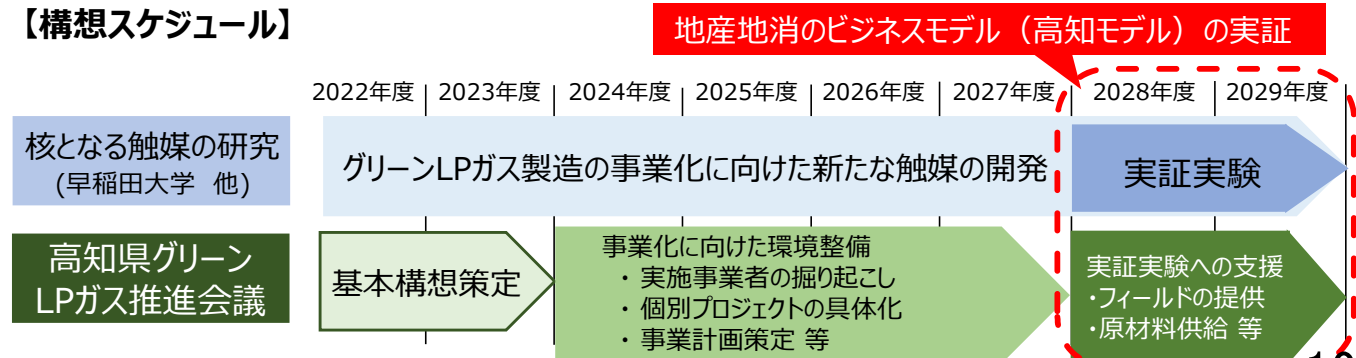 【構想スケジュール】
地産地消のビジネスモデル（高知モデル）の実証
2022年度
2023年度
2024年度
2025年度
2026年度
2027年度
2028年度
2029年度
核となる触媒の研究
(早稲田大学 他)
グリーンLPガス製造の事業化に向けた新たな触媒の開発
実証実験
高知県グリーン
LPガス推進会議
基本構想策定
事業化に向けた環境整備
・ 実施事業者の掘り起こし
・ 個別プロジェクトの具体化
・ 事業計画策定 等
実証実験への支援
・フィールドの提供
・原材料供給 等